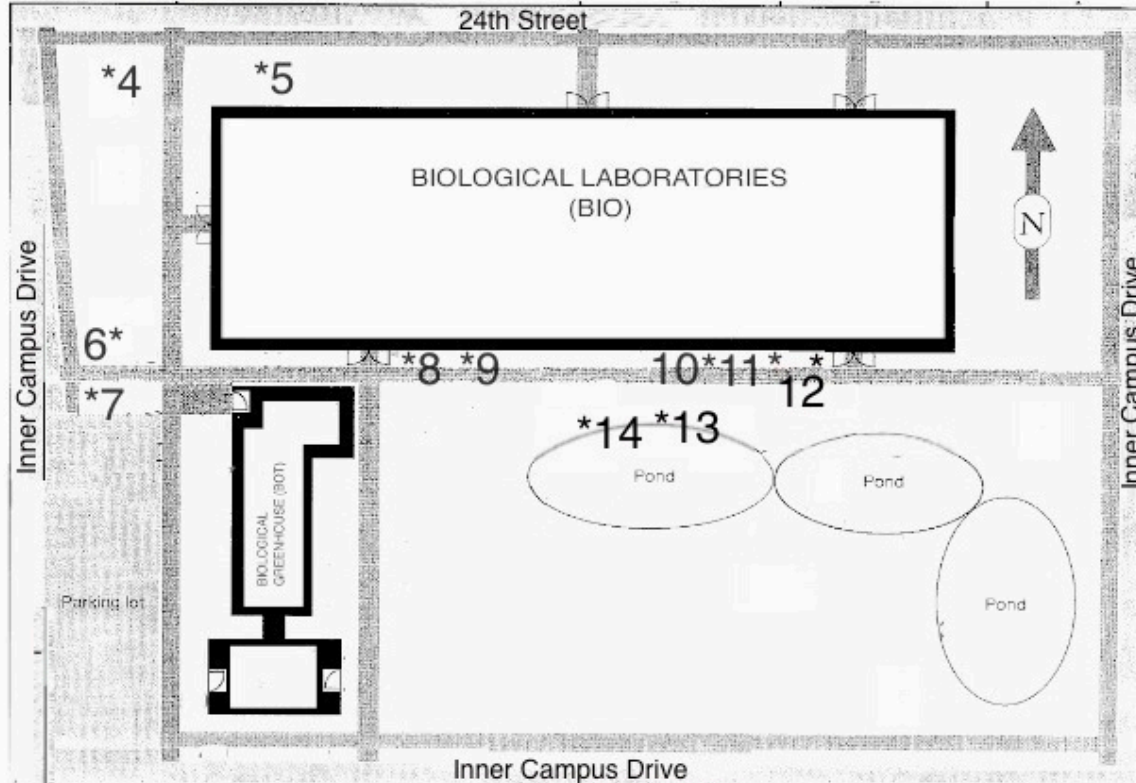 24th Street
*4
*5
BIOLOGICAL LABORATORIES
(BIO)
N
Inner Campus Drive
Inner Campus Drive
6*
*8
*9
10*
11*
*
12
*7
*14
*13
Pond
Pond
BIOLOGICAL
GREENHOUSE (BOT)
Parking lot
Pond
Inner Campus Drive